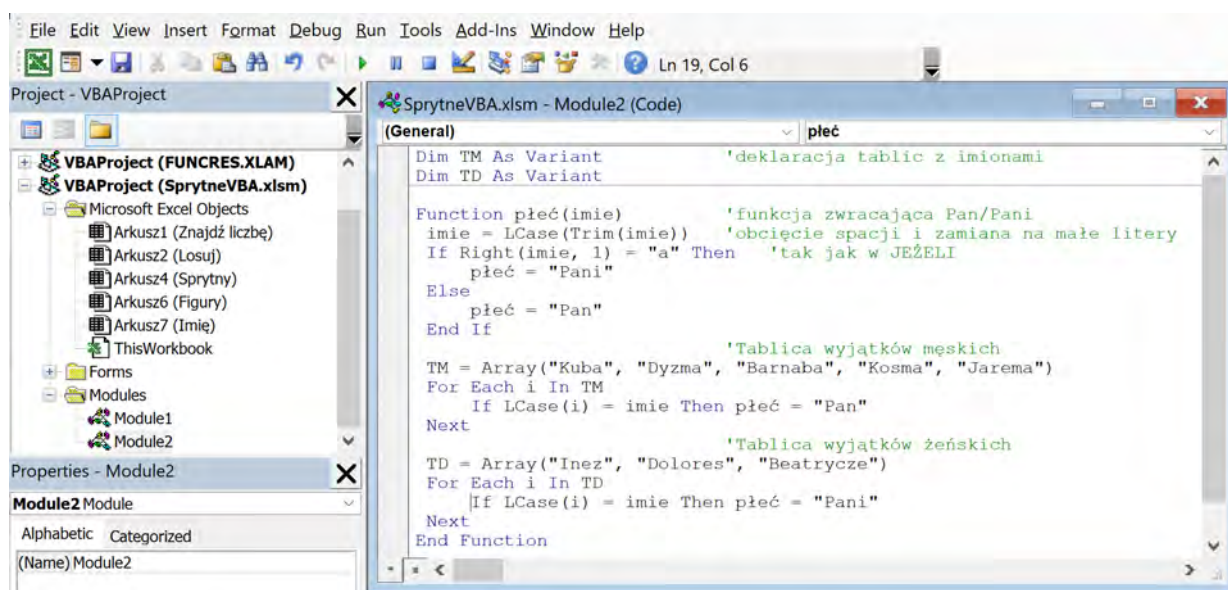 File Edit View Insert Format Debug Run Tools Add-Ins Window Help
Ln 19, Col 6
Project - VBAProject
VBAProject (FUNCRES.XLAM)
VBAProject (SprytneVBA.xlsm)
Microsoft Excel Objects
Arkusz1 (Znajdź liczbę)
Arkusz2 (Losuj)
Arkusz4 (Sprytny)
Arkusz6 (Figury)
Arkusz7 (Imię)
ThisWorkbook
Forms
Modules
Module1
Module2
Properties - Module2
Module2 Module
Alphabetic Categorized
(Name) Module2
SprytneVBA.xlsm - Module2 (Code)
(General) płeć
Dim TM As Variant 'deklaracja tablic z imionami
Dim TD As Variant
Function płeć(imie) 'funkcja zwracająca Pan/Pani
imie = LCase(Trim(imie)) 'obcięcie spacji i zamiana na małe litery
If Right(imie, 1) = "a" Then 'tak jak w JEŻELI
płeć = "Pani"
Else
płeć = "Pan"
End If
'Tablica wyjątków męskich
TM = Array("Kuba", "Dyzma", "Barnaba", "Kosma", "Jarema")
For Each i In TM
If LCase(i) = imie Then płeć = "Pan"
Next
'Tablica wyjątków żeńskich
TD = Array("Inez", "Dolores", "Beatrycze")
For Each i In TD
If LCase(i) = imie Then płeć = "Pani"
Next
End Function